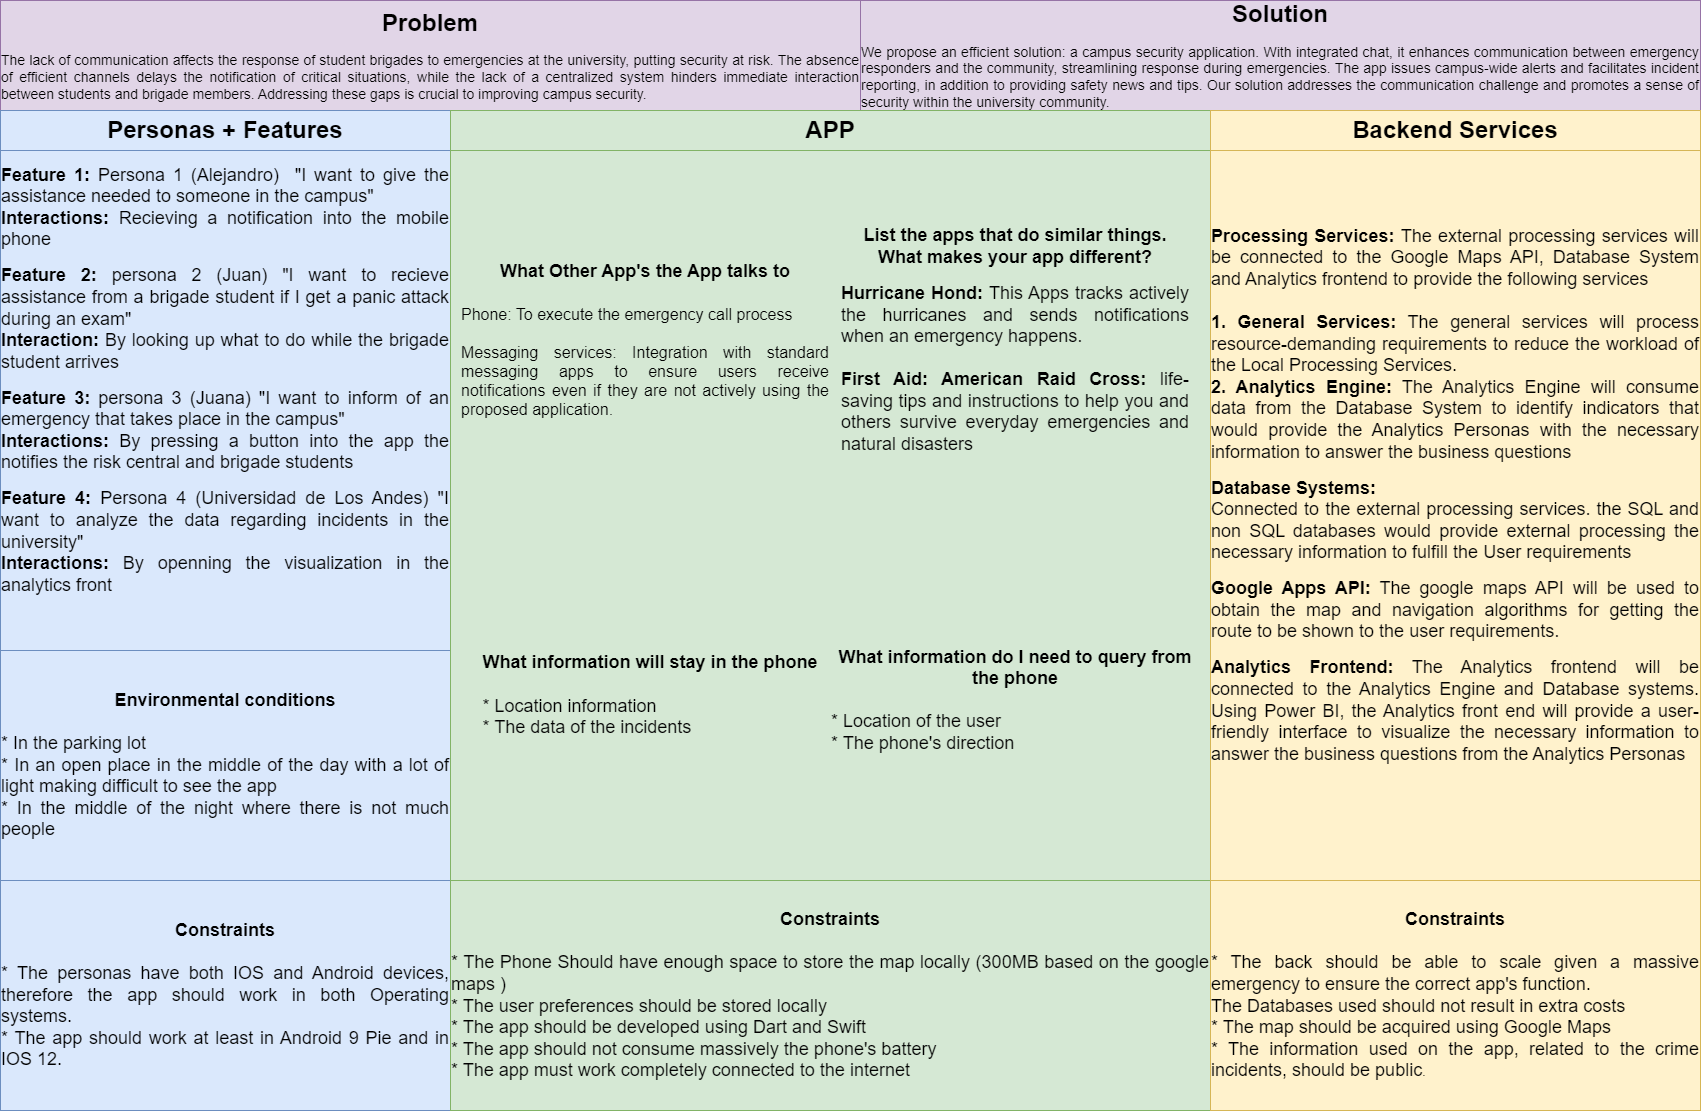 Problem
The lack of communication affects the response of student brigades to emergencies at the university, putting security at risk. The absence
of efficient channels delays the notification of critical situations, while the lack of a centralized system hinders immediate interaction
between students and brigade members. Addressing these gaps is crucial to improving campus security.
Solution
We propose an efficient solution: a campus security application. With integrated chat, it enhances communication between emergency
responders and the community, streamlining response during emergencies. The app issues campus-wide alerts and facilitates incident
reporting, in addition to providing safety news and tips. Our solution addresses the communication challenge and promotes a sense of
security within the university community.
Personas + Features
Feature 1: Persona 1 (Alejandro) "I want to give the
assistance needed to someone in the campus"
Interactions: Recieving a notification into the mobile
phone
Feature 2: persona 2 (Juan) "I want to recieve
assistance from a brigade student if I get a panic attack
during an exam"
Interaction: By looking up what to do while the brigade
student arrives
Feature 3: persona 3 (Juana) "I want to inform of an
emergency that takes place in the campus"
Interactions: By pressing a button into the app the
notifies the risk central and brigade students
Feature 4: Persona 4 (Universidad de Los Andes) "I
want to analyze the data regarding incidents in the
university"
Interactions: By openning the visualization in the
analytics front
Environmental conditions
* In the parking lot
* In an open place in the middle of the day with a lot of
light making difficult to see the app
* In the middle of the night where there is not much
people
Constraints
* The personas have both IOS and Android devices,
therefore the app should work in both Operating
systems.
* The app should work at least in Android 9 Pie and in
IOS 12.
APP
What Other App's the App talks to
Phone: To execute the emergency call process
Messaging services: Integration with standard
messaging apps to ensure users receive
notifications even if they are not actively using the
proposed application.
List the apps that do similar things.
What makes your app different?
Hurricane Hond: This Apps tracks actively
the hurricanes and sends notifications
when an emergency happens.
First Aid: American Raid Cross: life-
saving tips and instructions to help you and
others survive everyday emergencies and
natural disasters
What information will stay in the phone
* Location information
* The data of the incidents
What information do I need to query from
the phone
* Location of the user
* The phone's direction
Constraints
* The Phone Should have enough space to store the map locally (300MB based on the google
maps )
* The user preferences should be stored locally
* The app should be developed using Dart and Swift
* The app should not consume massively the phone's battery
* The app must work completely connected to the internet
Backend Services
Processing Services: The external processing services will
be connected to the Google Maps API, Database System
and Analytics frontend to provide the following services
1. General Services: The general services will process
resource-demanding requirements to reduce the workload of
the Local Processing Services.
2. Analytics Engine: The Analytics Engine will consume
data from the Database System to identify indicators that
would provide the Analytics Personas with the necessary
information to answer the business questions
Database Systems:
Connected to the external processing services. the SQL and
non SQL databases would provide external processing the
necessary information to fulfill the User requirements
Google Apps API: The google maps API will be used to
obtain the map and navigation algorithms for getting the
route to be shown to the user requirements.
Analytics Frontend: The Analytics frontend will be
connected to the Analytics Engine and Database systems.
Using Power BI, the Analytics front end will provide a user-
friendly interface to visualize the necessary information to
answer the business questions from the Analytics Personas
Constraints
* The back should be able to scale given a massive
emergency to ensure the correct app's function.
The Databases used should not result in extra costs
* The map should be acquired using Google Maps
* The information used on the app, related to the crime
incidents, should be public.